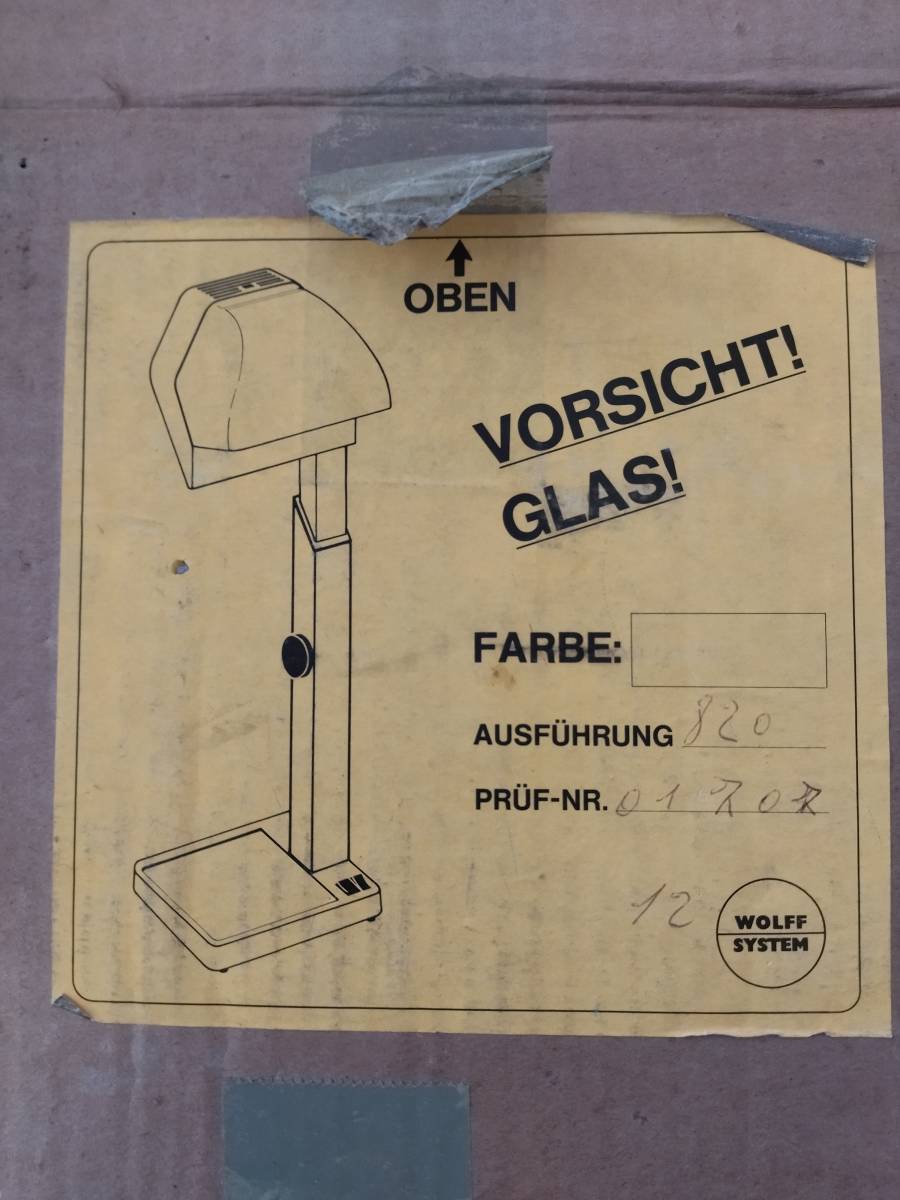 OBEN
VORSICHT!
GLAS!
FARBE:
AUSFÜHRUNG 820
PRÜF-NR.
12
WOLFF
SYSTEM